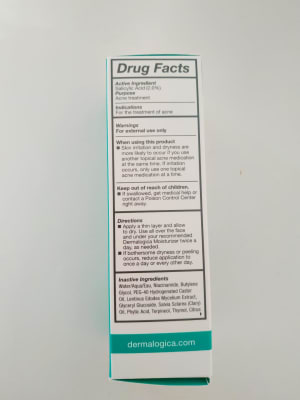 Drug Facts
Active Ingredient
Salicylic Acid (2.0%)
Purpose
Acne treatment
Indications
For the treatment of acne
Warnings
For external use only
When using this product
■ Skin irritation and dryness are
more likely to occur if you use
another topical acne medication
at the same time. If irritation
occurs, only use one topical
acne medication at a time.
Keep out of reach of children.
■ If swallowed, get medical help or
contact a Poison Control Center
right away.
Directions
■ Apply a thin layer and allow
to dry. Use all over the face
and under your recommended
Dermalogica Moisturizer twice a
day, as needed.
■ If bothersome dryness or peeling
occurs, reduce application to
once a day or every other day.
Inactive Ingredients
Water/Aqua/Eau, Niacinamide, Butylene
Glycol, PEG-40 Hydrogenated Castor
Oil, Lentinus Edodes Mycelium Extract,
Glyceryl Glucoside, Salvia Sclarea (Clary)
Oil, Phytic Acid, Terpineol, Thymol, Citrus
dermalogica.com